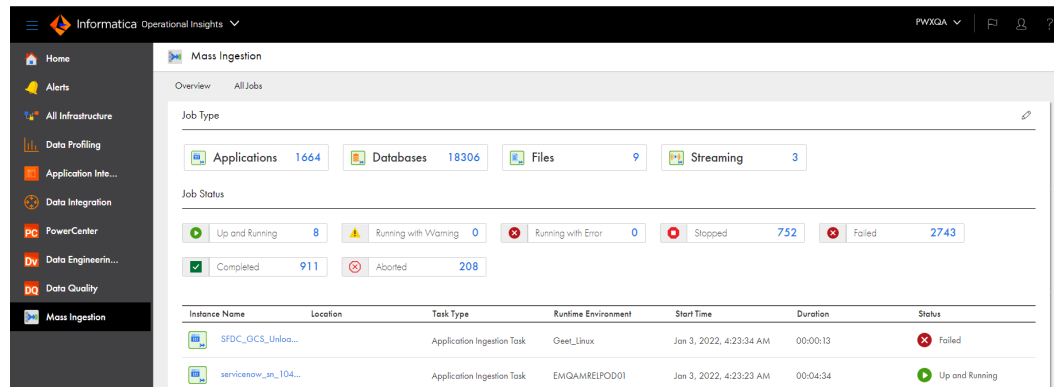 Informatica Operational Insights PWXQA ?
Home
Alerts
All Infrastructure
Data Profiling
Application Inte...
Data Integration
PC PowerCenter
Dv Data Engineerin...
DQ Data Quality
Mass Ingestion
Mass Ingestion
Overview All Jobs
Job Type
Applications 1664 Databases 18306 Files 9 Streaming 3
Job Status
Up and Running 8 Running with Warning 0 Running with Error 0 Stopped 752 Failed 2743
Completed 911 Aborted 208
Instance Name Location Task Type Runtime Environment Start Time Duration Status
SFDC_GCS_Unloa... Application Ingestion Task Geet_Linux Jan 3, 2022, 4:23:34 AM 00:00:13 Failed
servicenow_sn_104... Application Ingestion Task EMQAMRELPOD01 Jan 3, 2022, 4:23:23 AM 00:04:34 Up and Running